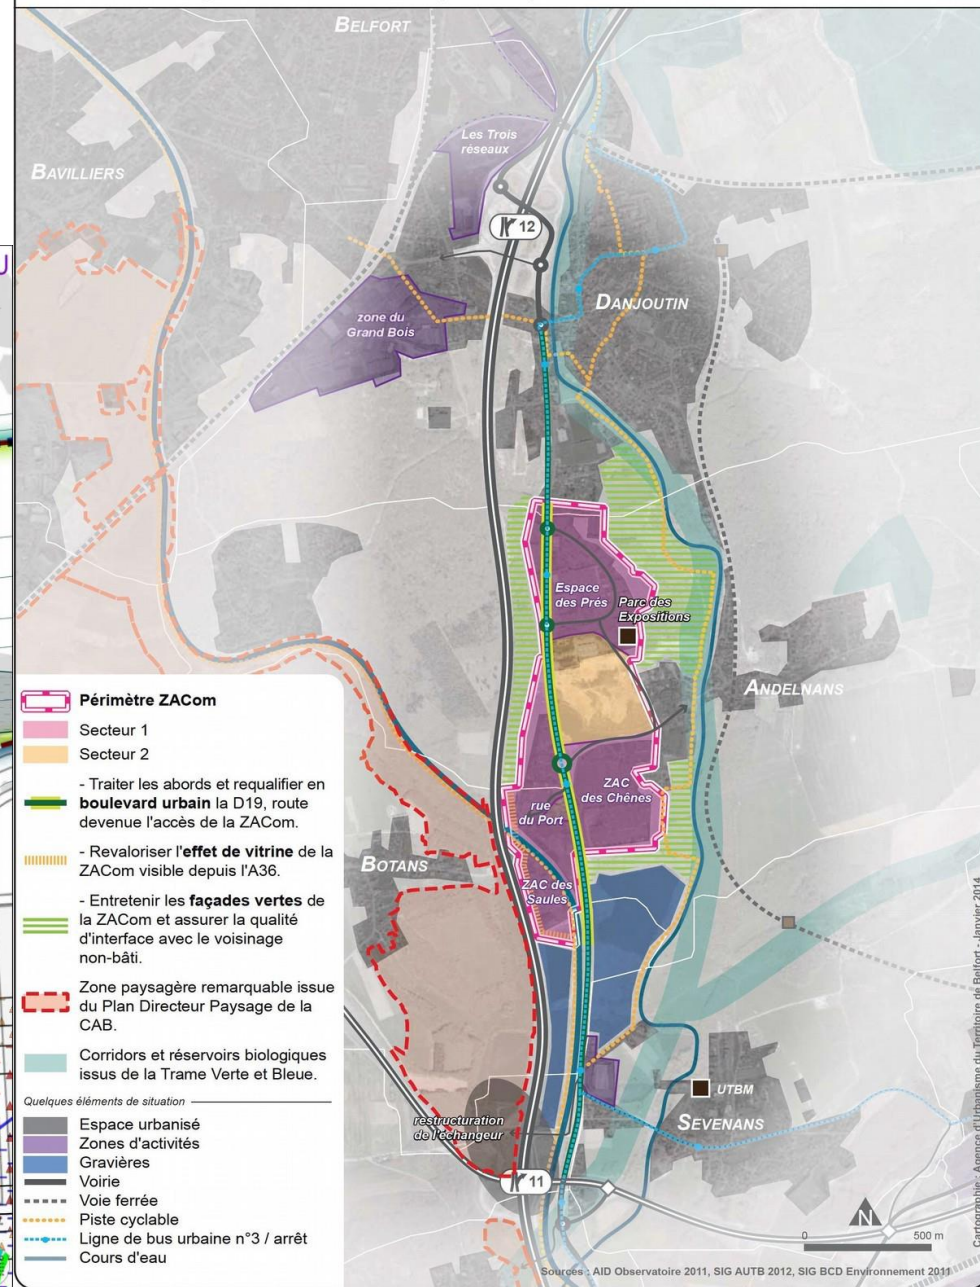 BELFORT
Les Trois
réseaux
BAVILLIERS
12
U
DANJOUTIN
zone du
Grand Bois
Espace
des Prés
Parc des
Expositions
ANDELNANS
ZAC
des Chênes
rue
du Port
BOTANS
ZAC des
Saules
UTBM
SEVENANS
restructuration
de l'échangeur
11
N
0
500 m
Périmètre ZACom
Secteur 1
Secteur 2
- Traiter les abords et requalifier en
boulevard urbain la D19, route
devenue l'accès de la ZACom.
- Revaloriser l'effet de vitrine de la
ZACom visible depuis l'A36.
- Entretenir les façades vertes de
la ZACom et assurer la qualité
d'interface avec le voisinage
non-bâti.
Zone paysagère remarquable issue
du Plan Directeur Paysage de la
CAB.
Corridors et réservoirs biologiques
issus de la Trame Verte et Bleue.
Quelques éléments de situation
Espace urbanisé
Zones d'activités
Gravières
Voirie
Voie ferrée
Piste cyclable
Ligne de bus urbaine n°3 / arrêt
Cours d'eau
Sources : AID Observatoire 2011, SIG AUTB 2012, SIG BCD Environnement 2011
Cartographie : Agence d'Urbanisme du Territoire de Belfort - Janvier 2014